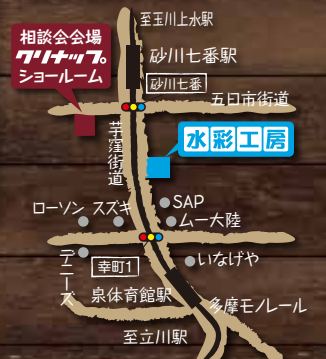 至玉川上水駅
相談会会場
クリナップ
ショールーム
砂川七番駅
砂川七番
五日市街道
芋窪街道
水彩工房
ローソン
スズキ
SAP
ムー大陸
デニーズ
幸町1
いなげや
泉体育館駅
多摩モノレール
至立川駅